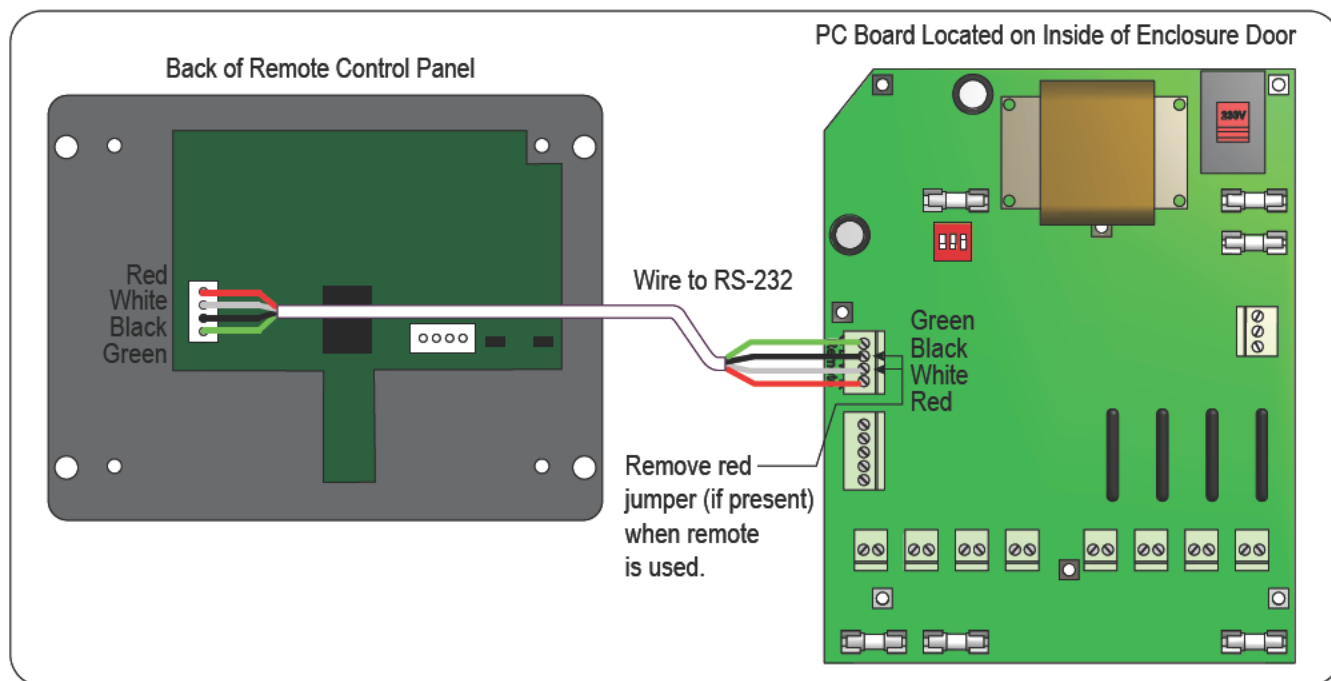 PC Board Located on Inside of Enclosure Door
Back of Remote Control Panel
230V
Red
White
Black
Green
Wire to RS-232
Green
Black
White
Red
Remove red
jumper (if present)
when remote
is used.